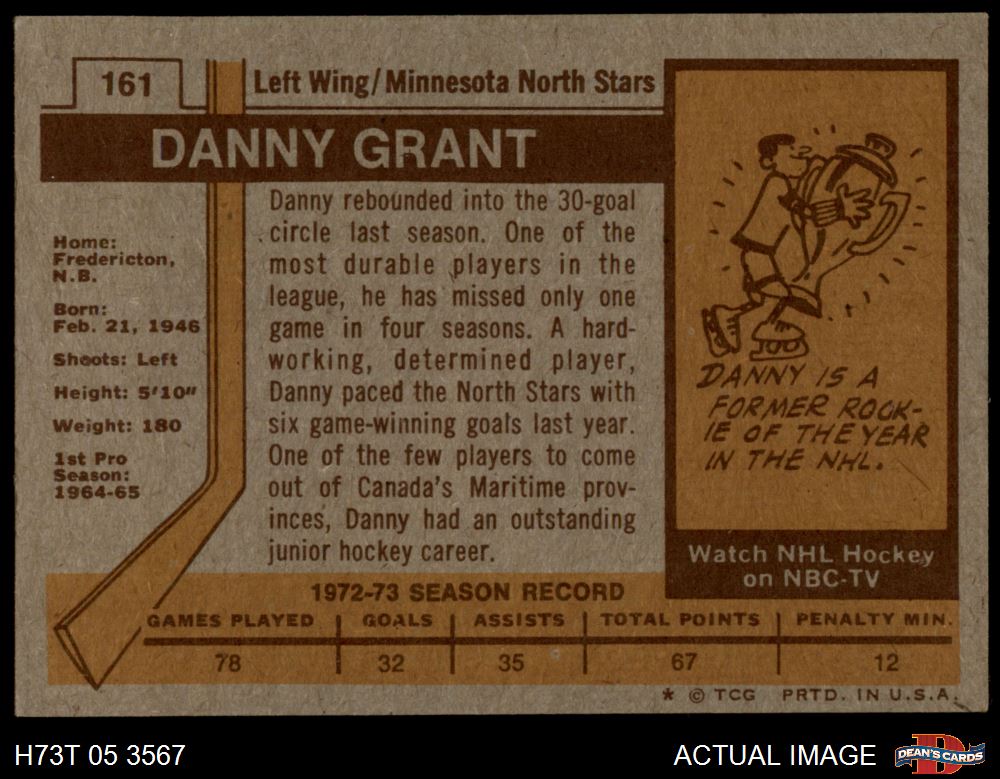 161
Left Wing/Minnesota North Stars
DANNY GRANT
Home:
Fredericton,
N.B.
Born:
Feb. 21, 1946
Shoots: Left
Height: 5'10"
Weight: 180
1st Pro
Season:
1964-65
Danny rebounded into the 30-goal
circle last season. One of the
most durable players in the
league, he has missed only one
game in four seasons. A hard-
working, determined player,
Danny paced the North Stars with
six game-winning goals last year.
One of the few players to come
out of Canada's Maritime prov-
inces, Danny had an outstanding
junior hockey career.
DANNY IS A
FORMER ROOK-
IE OF THE YEAR
IN THE NHL.
Watch NHL Hockey
on NBC-TV
1972-73 SEASON RECORD
GAMES PLAYED GOALS ASSISTS TOTAL POINTS PENALTY MIN.
78 32 35 67 12
* © TCG PRTD. IN U.S.A.
H73T 05 3567
ACTUAL IMAGE
DEAN'S CARDS